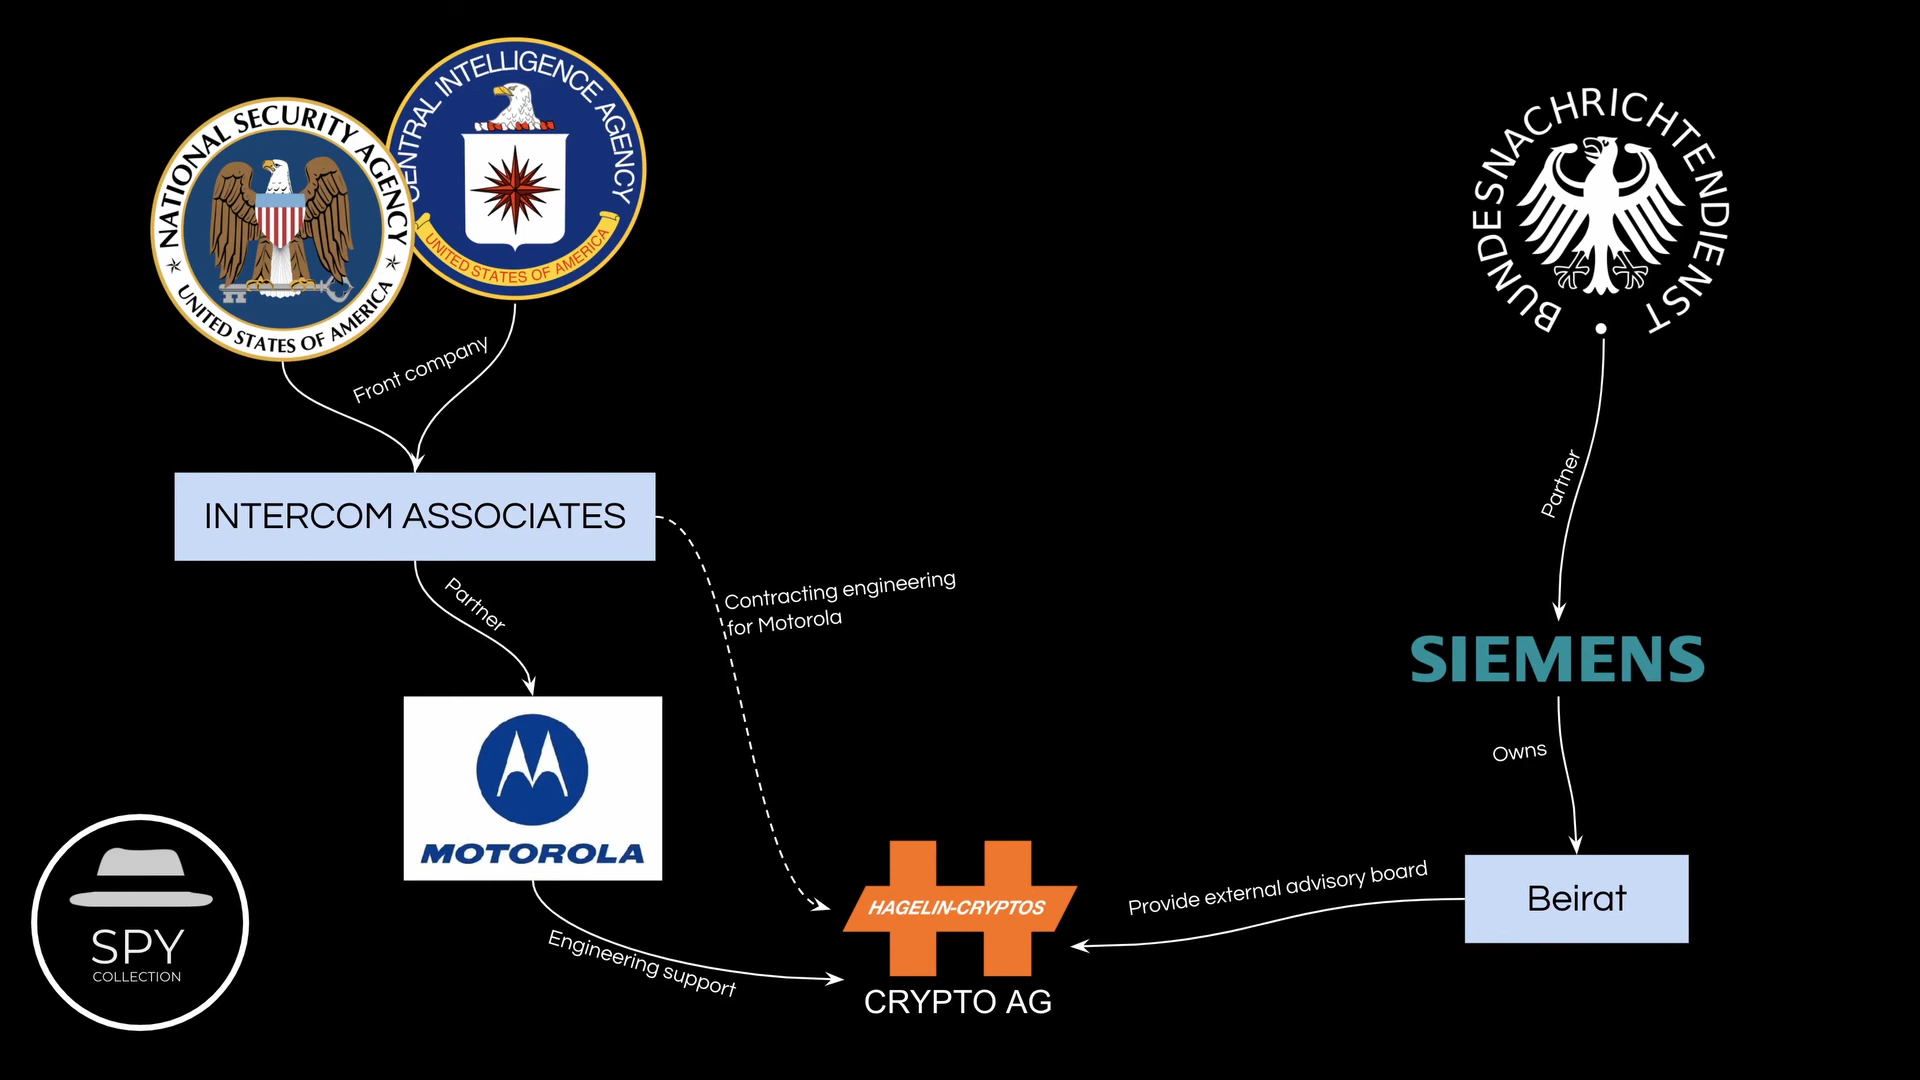 NATIONAL SECURITY AGENCY
UNITED STATES OF AMERICA
CENTRAL INTELLIGENCE AGENCY
UNITED STATES OF AMERICA
BUNDESNACHRICHTENDIENST
Front company
Partner
INTERCOM ASSOCIATES
Contracting engineering
for Motorola
Partner
SIEMENS
Owns
MOTOROLA
Provide external advisory board
Beirat
HAGELIN-CRYPTOS
Engineering support
CRYPTO AG
SPY
COLLECTION